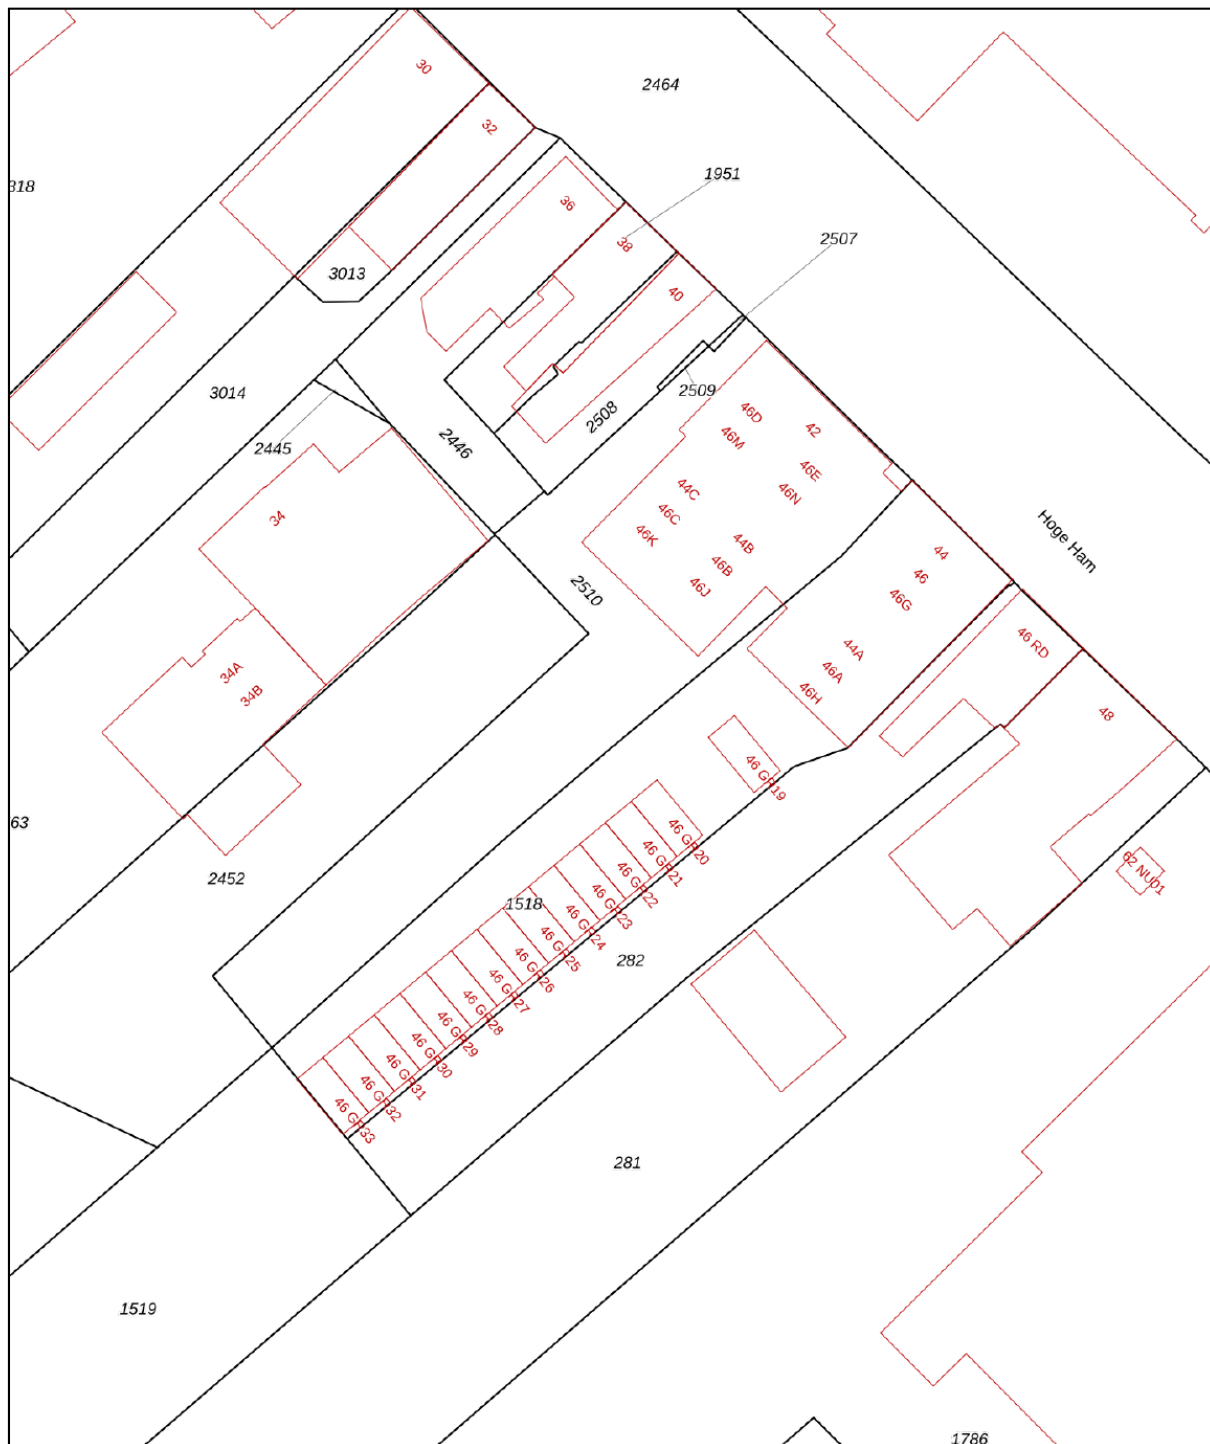 30
2464
32
1951
318
36
2507
38
3013
40
3014
2509
46D
42
2508
46M
2445
2446
46E
44C
46N
46C
34
46K
44B
44
Hoge Ham
46B
46
46J
2510
46G
46 RD
44A
34A
46A
34B
46H
48
46 GR19
63
46 GR20
46 GR21
62 NU01
2452
46 GR22
1518
46 GR23
46 GR24
46 GR25
282
46 GR26
46 GR27
46 GR28
46 GR29
46 GR30
46 GR31
46 GR32
46 GR33
281
1519
1786